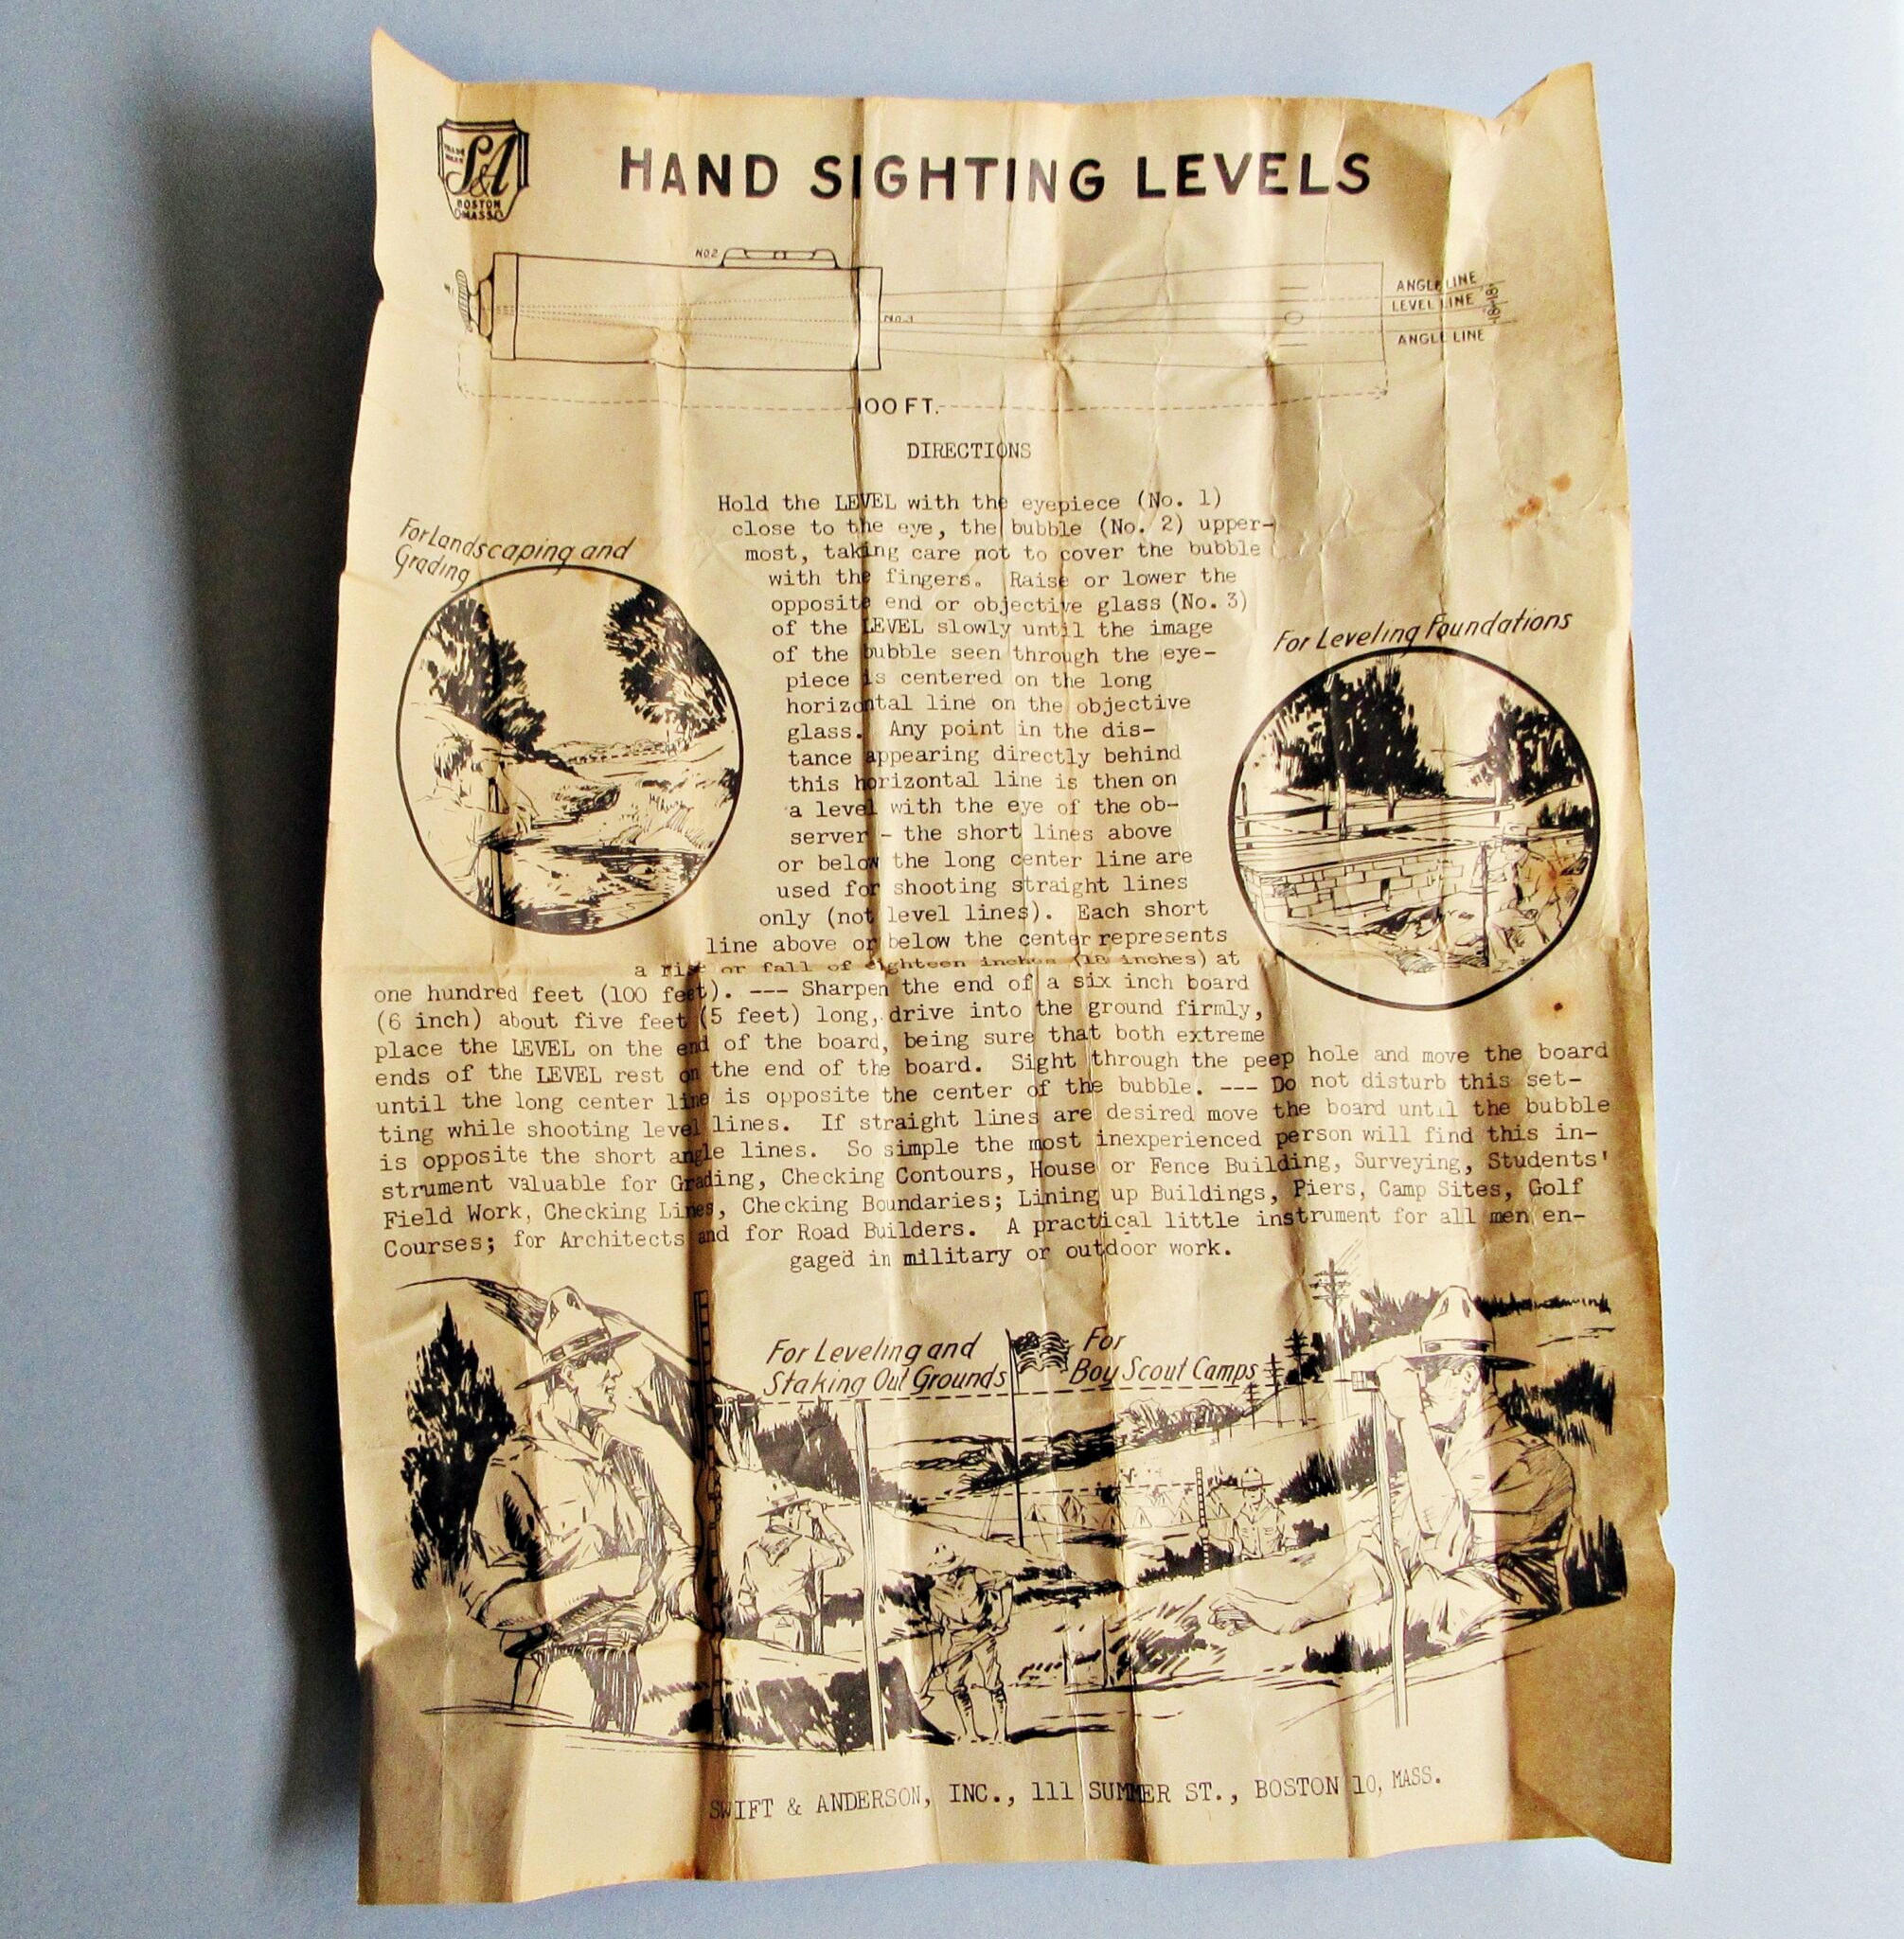 TRADE MARK
S&A
BOSTON
MASS
HAND SIGHTING LEVELS
NO.2
NO.3
ANGLE LINE
LEVEL LINE
ANGLE LINE
18"
18"
100 FT.
DIRECTIONS
Hold the LEVEL with the eyepiece (No. 1)
close to the eye, the bubble (No. 2) upper-
most, taking care not to cover the bubble
with the fingers. Raise or lower the
opposite end or objective glass (No. 3)
of the LEVEL slowly until the image
of the bubble seen through the eye-
piece is centered on the long
horizontal line on the objective
glass. Any point in the dis-
tance appearing directly behind
this horizontal line is then on
a level with the eye of the ob-
server - the short lines above
or below the long center line are
used for shooting straight lines
only (not level lines). Each short
line above or below the center represents
a rise or fall of eighteen inches (18 inches) at
one hundred feet (100 feet). --- Sharpen the end of a six inch board
(6 inch) about five feet (5 feet) long, drive into the ground firmly,
place the LEVEL on the end of the board, being sure that both extreme
ends of the LEVEL rest on the end of the board. Sight through the peep hole and move the board
until the long center line is opposite the center of the bubble. --- Do not disturb this set-
ting while shooting level lines. If straight lines are desired move the board until the bubble
is opposite the short angle lines. So simple the most inexperienced person will find this in-
strument valuable for Grading, Checking Contours, House or Fence Building, Surveying, Students'
Field Work, Checking Lines, Checking Boundaries; Lining up Buildings, Piers, Camp Sites, Golf
Courses; for Architects and for Road Builders. A practical little instrument for all men en-
gaged in military or outdoor work.
For Landscaping and
Grading
For Leveling Foundations
For Leveling and
Staking Out Grounds
For
Boy Scout Camps
SWIFT & ANDERSON, INC., 111 SUMMER ST., BOSTON 10, MASS.